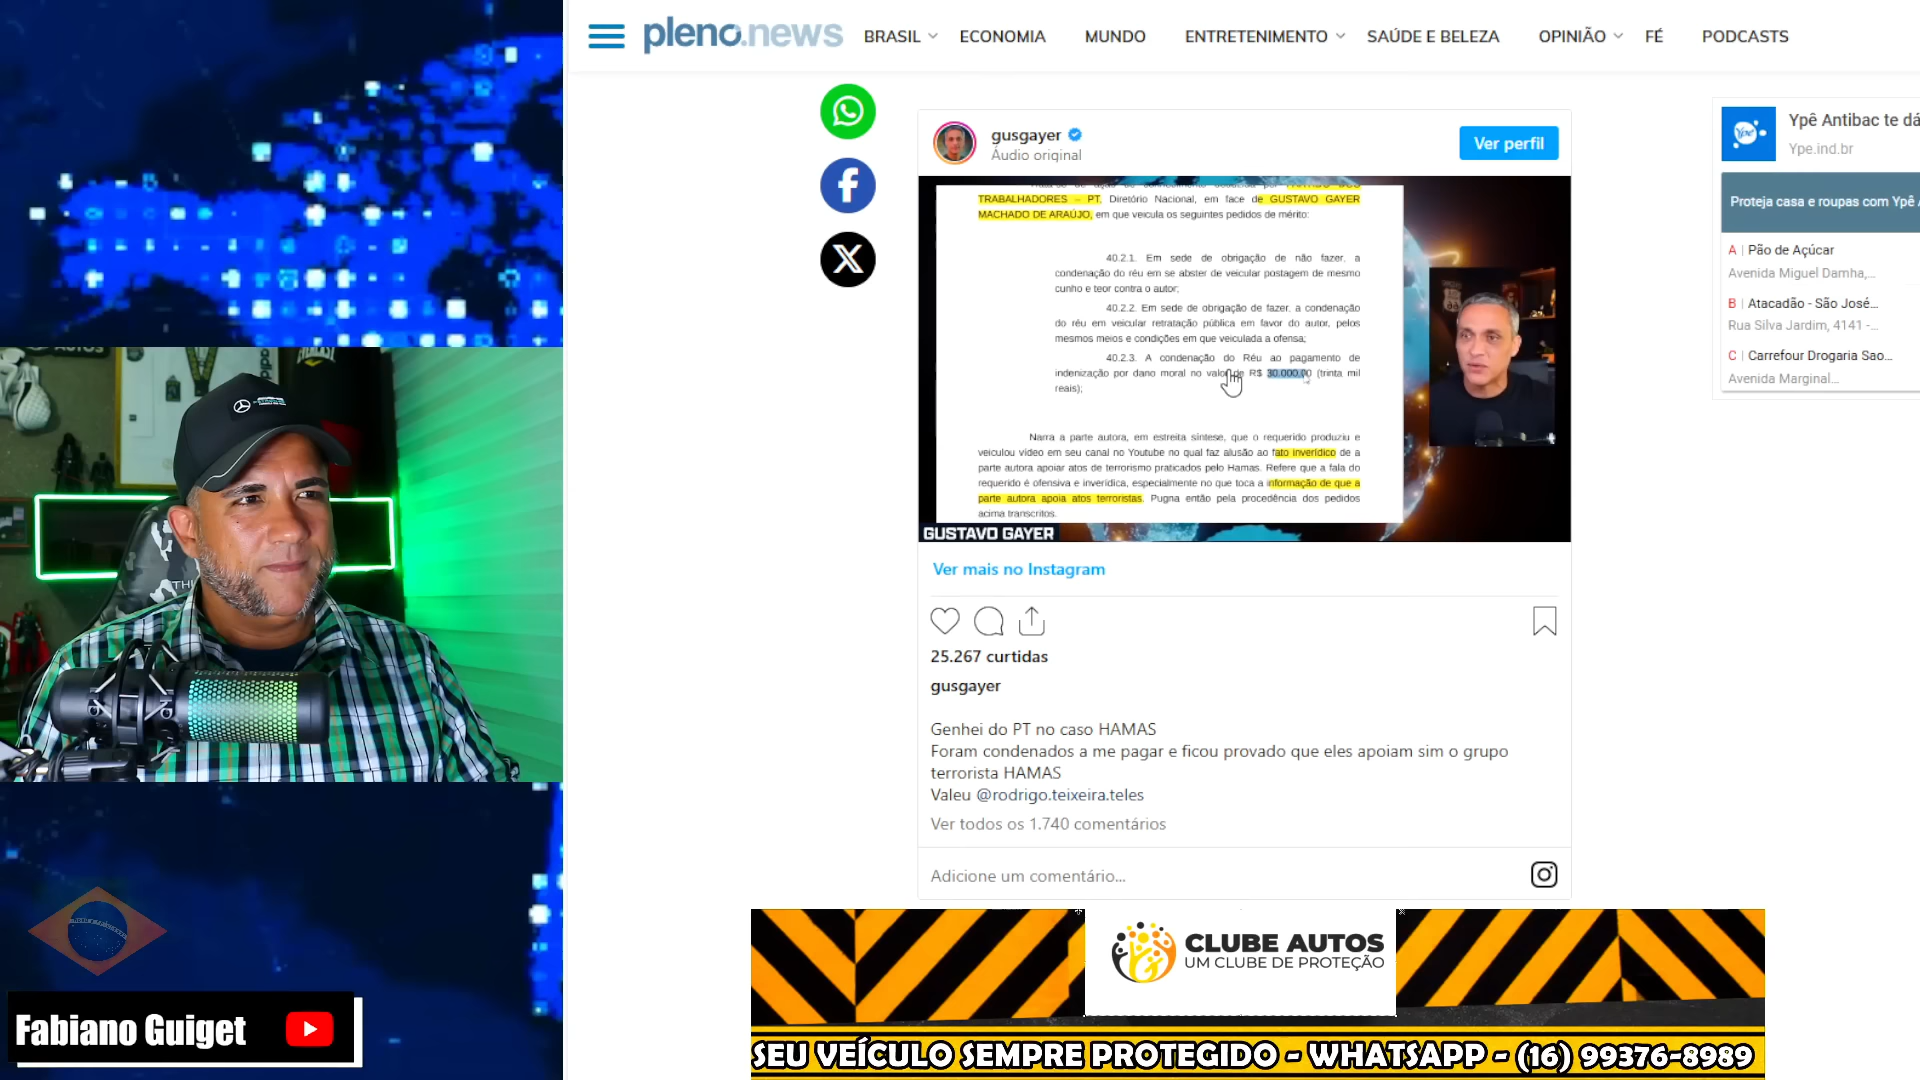 pleno.news
BRASIL
ECONOMIA
MUNDO
ENTRETENIMENTO
SAÚDE E BELEZA
OPINIÃO
FÉ
PODCASTS
gusgayer
Áudio original
Ver perfil
TRABALHADORES – PT, Diretório Nacional, em face de GUSTAVO GAYER
MACHADO DE ARAÚJO, em que veicula os seguintes pedidos de mérito:
40.2.1. Em sede de obrigação de não fazer, a
condenação do réu em se abster de veicular postagem de mesmo
cunho e teor contra o autor;
40.2.2. Em sede de obrigação de fazer, a condenação
do réu em veicular retratação pública em favor do autor, pelos
mesmos meios e condições em que veiculada a ofensa;
40.2.3. A condenação do Réu ao pagamento de
indenização por dano moral no valor de R$ 30.000,00 (trinta mil
reais);
Narra a parte autora, em estreita síntese, que o requerido produziu e
veiculou vídeo em seu canal no Youtube no qual faz alusão ao fato inverídico de a
parte autora apoiar atos de terrorismo praticados pelo Hamas. Refere que a fala do
requerido é ofensiva e inverídica, especialmente no que toca a informação de que a
parte autora apoia atos terroristas. Pugna então pela procedência dos pedidos
acima transcritos.
GUSTAVO GAYER
Ver mais no Instagram
25.267 curtidas
gusgayer
Genhei do PT no caso HAMAS
Foram condenados a me pagar e ficou provado que eles apoiam sim o grupo
terrorista HAMAS
Valeu @rodrigo.teixeira.teles
Ver todos os 1.740 comentários
Adicione um comentário...
Ypê
Ypê Antibac te dá
Ype.ind.br
Proteja casa e roupas com Ypê
A | Pão de Açúcar
Avenida Miguel Damha,...
B | Atacadão - São José...
Rua Silva Jardim, 4141 -...
C | Carrefour Drogaria Sao...
Avenida Marginal...
EVERLAST
Fabiano Guiget
CLUBE AUTOS
UM CLUBE DE PROTEÇÃO
SEU VEÍCULO SEMPRE PROTEGIDO - WHATSAPP - (16) 99376-8989